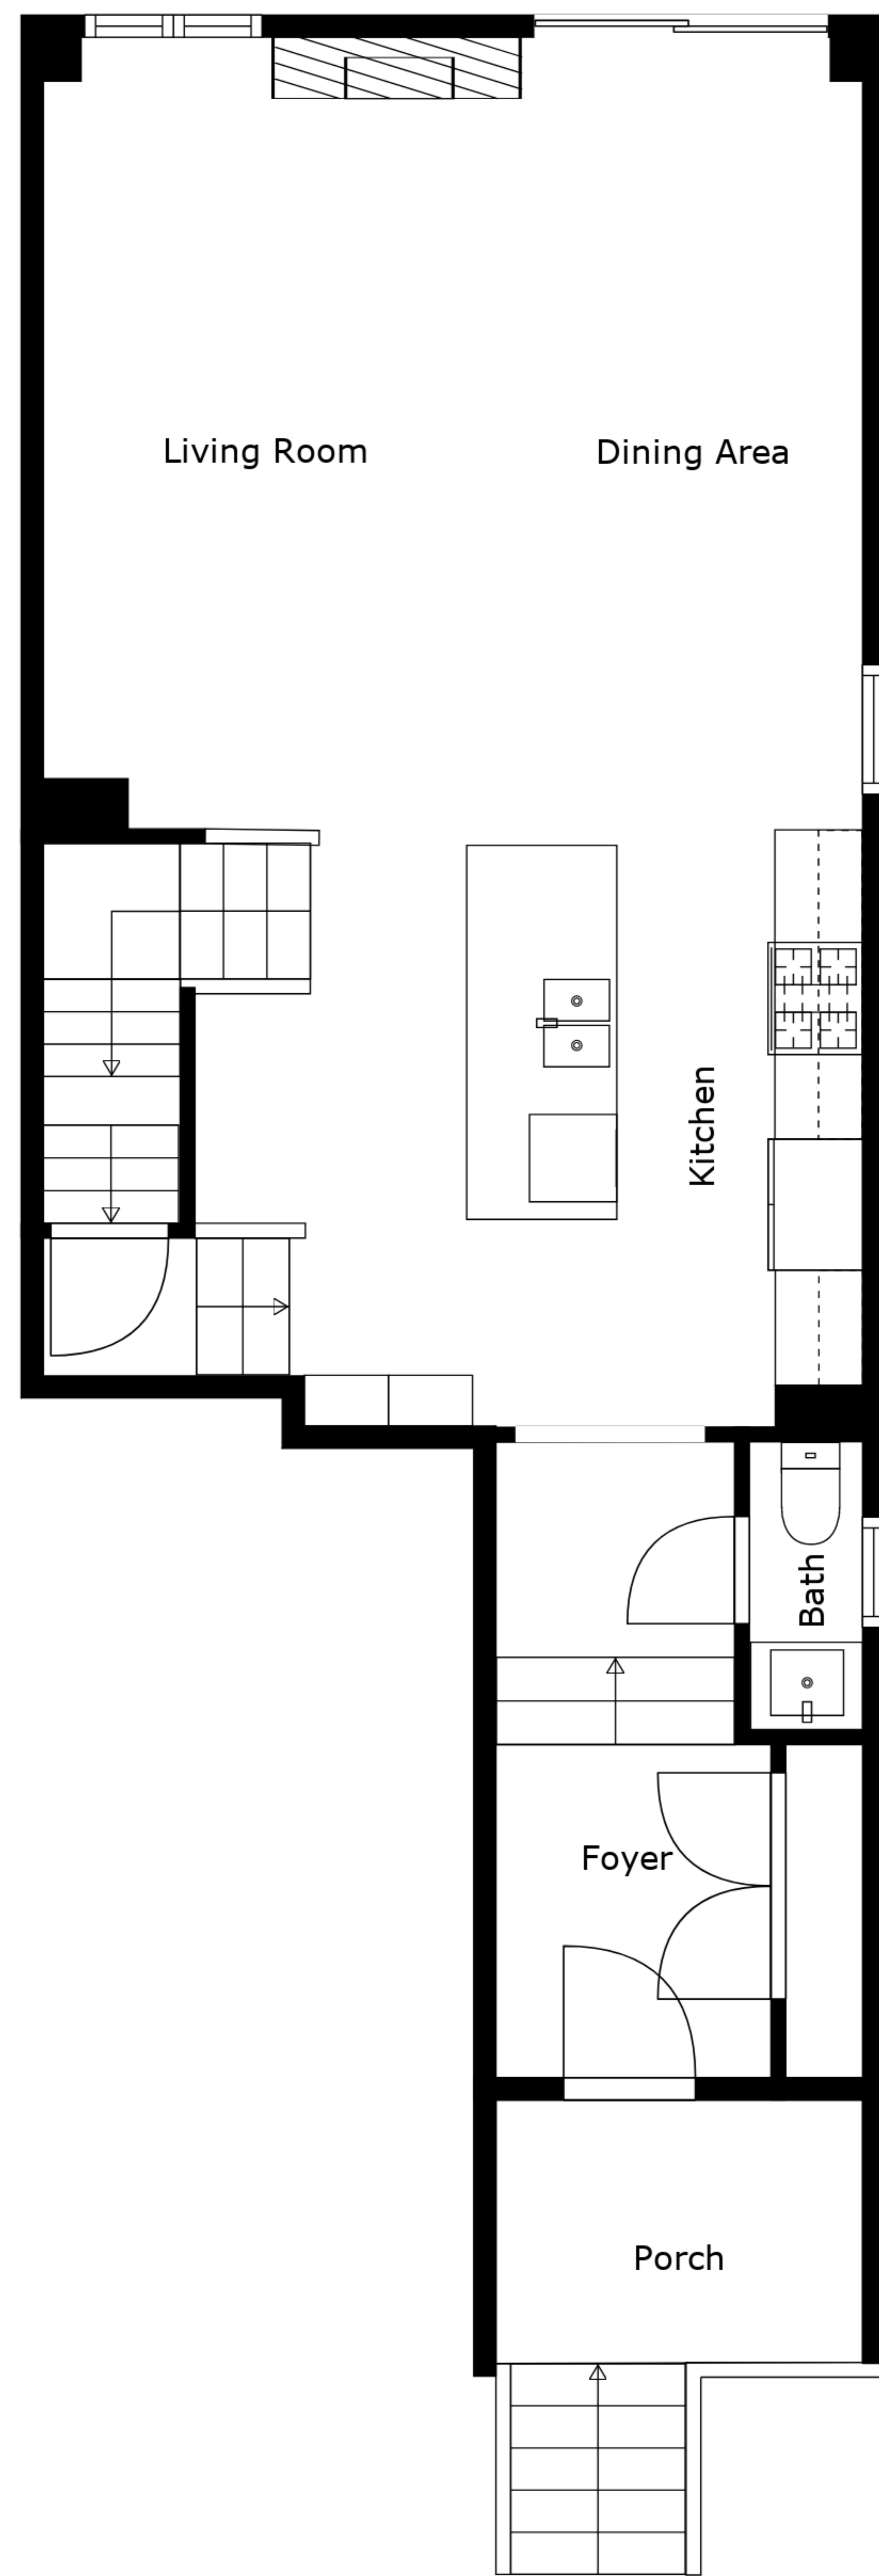 Living Room
Dining Area
Kitchen
Bath
Foyer
Porch